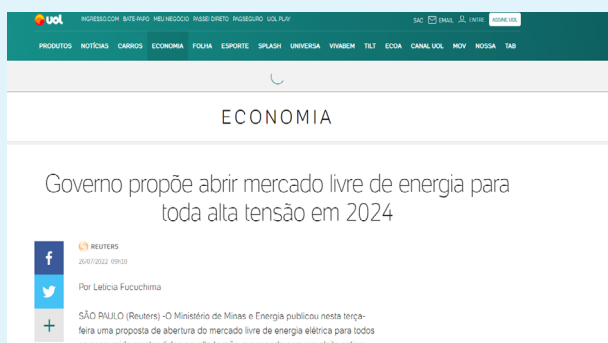 UOL INGRESSO.COM BATE-PAPO MEU NEGÓCIO PASSEI DIRETO PAGSEGURO UOL PLAY SAC EMAIL ENTRE ASSINE UOL
PRODUTOS NOTÍCIAS CARROS ECONOMIA FOLHA ESPORTE SPLASH UNIVERSA VIVABEM TILT ECOA CANAL UOL MOV NOSSA TAB
ECONOMIA
Governo propõe abrir mercado livre de energia para
toda alta tensão em 2024
REUTERS
26/07/2022 09h10
Por Letícia Fucuchima
SÃO PAULO (Reuters) -O Ministério de Minas e Energia publicou nesta terça-
feira uma proposta de abertura do mercado livre de energia elétrica para todos